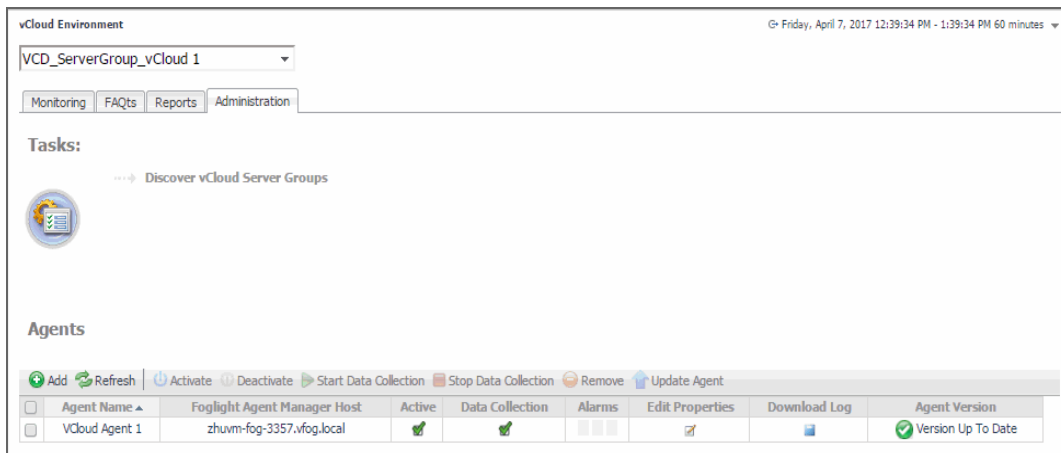 vCloud Environment
Friday, April 7, 2017 12:39:34 PM - 1:39:34 PM 60 minutes
VCD_ServerGroup_vCloud 1
Monitoring FAQts Reports Administration
Tasks:
Discover vCloud Server Groups
Agents
Add Refresh Activate Deactivate Start Data Collection Stop Data Collection Remove Update Agent
Agent Name Foglight Agent Manager Host Active Data Collection Alarms Edit Properties Download Log Agent Version
VCloud Agent 1 zhuvm-fog-3357.vfog.local Version Up To Date